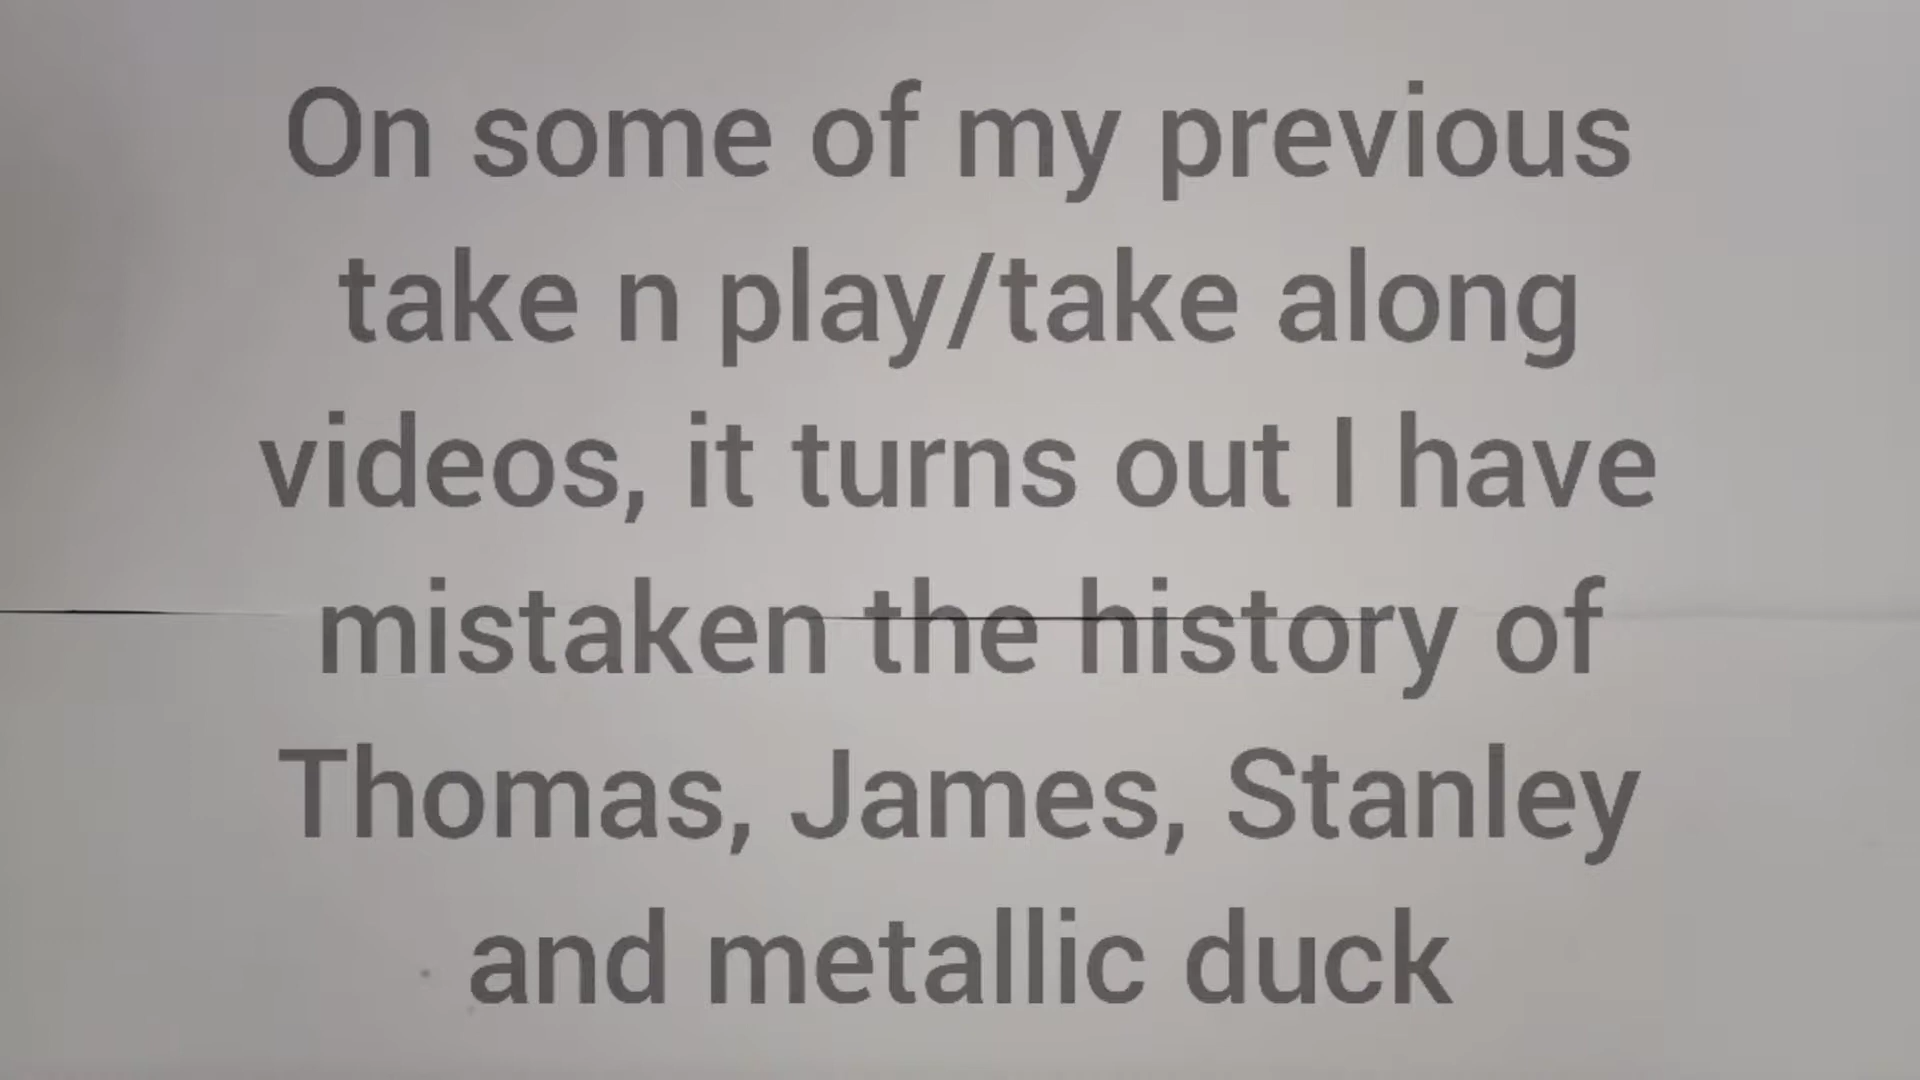 On some of my previous
take n play/take along
videos, it turns out I have
mistaken the history of
Thomas, James, Stanley
and metallic duck